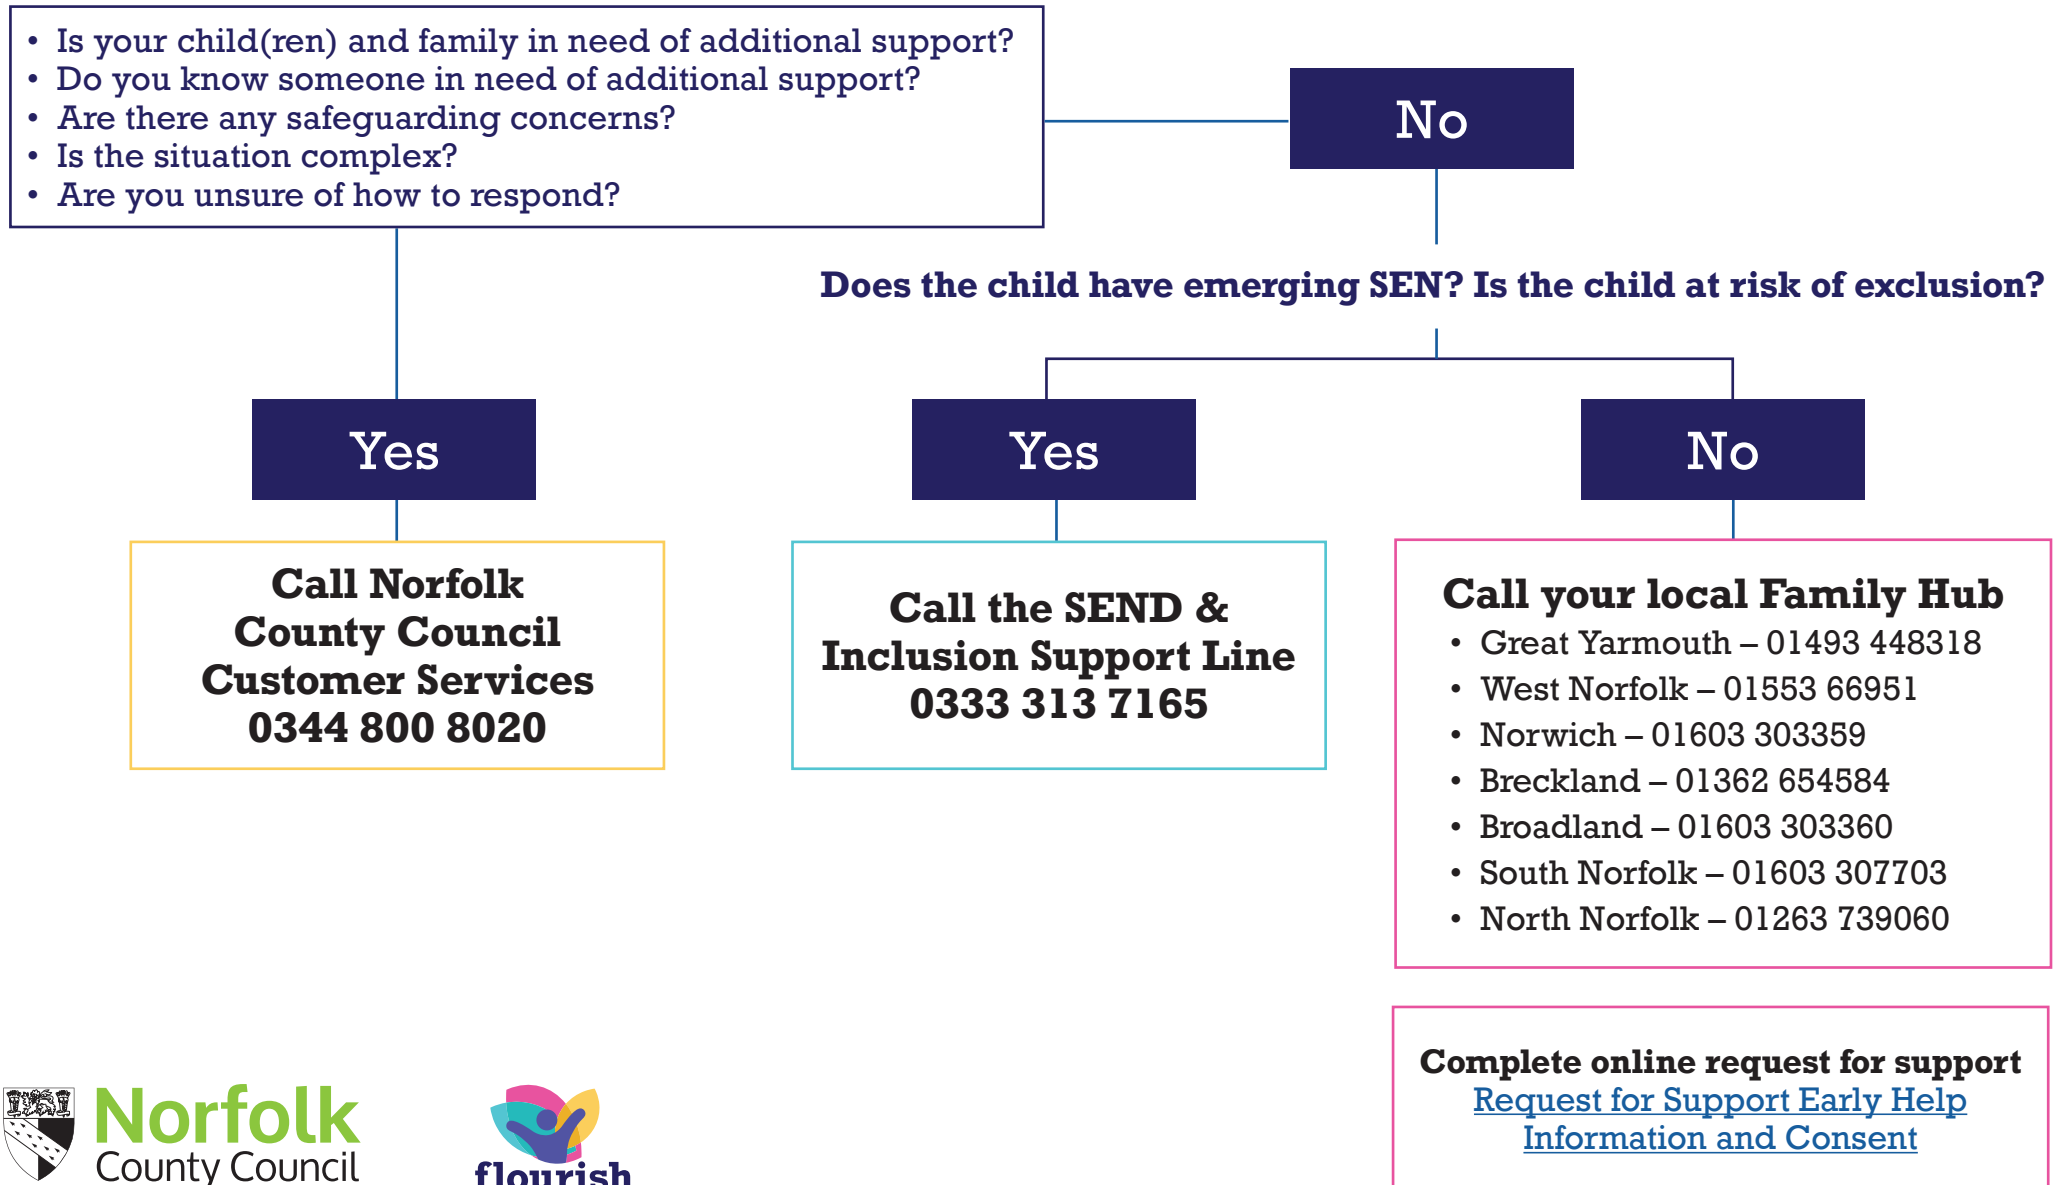 • Is your child(ren) and family in need of additional support?
• Do you know someone in need of additional support?
• Are there any safeguarding concerns?
• Is the situation complex?
• Are you unsure of how to respond?
No
Does the child have emerging SEN? Is the child at risk of exclusion?
Yes
Yes
No
Call Norfolk
County Council
Customer Services
0344 800 8020
Call the SEND &
Inclusion Support Line
0333 313 7165
Call your local Family Hub
• Great Yarmouth – 01493 448318
• West Norfolk – 01553 66951
• Norwich – 01603 303359
• Breckland – 01362 654584
• Broadland – 01603 303360
• South Norfolk – 01603 307703
• North Norfolk – 01263 739060
Complete online request for support
Request for Support Early Help
Information and Consent
Norfolk
County Council
flourish